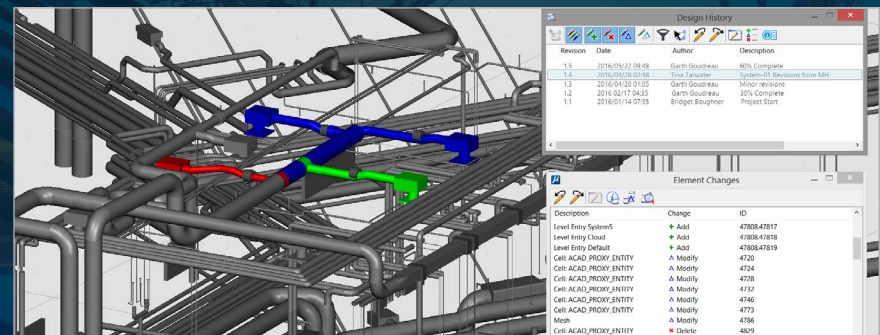 Design History
Revision Date Author Description
1.5 2016/05/22 09:48 Garth Goudreau 60% Complete
1.4 2016/04/28 02:48 Tina Tarwater System-01 Revisions from MH
1.3 2016/04/20 01:05 Garth Goudreau Minor revisions
1.2 2016 02/17 04:35 Garth Goudreau 30% Complete
1.1 2016/01/14 07:35 Bridget Boughner Project Start
Element Changes
Description Change ID
Level Entry System5 + Add 47808.47817
Level Entry Cloud + Add 47808.47818
Level Entry Default + Add 47808.47819
Cell: ACAD_PROXY_ENTITY Δ Modify 4720
Cell: ACAD_PROXY_ENTITY Δ Modify 4724
Cell: ACAD_PROXY_ENTITY Δ Modify 4728
Cell: ACAD_PROXY_ENTITY Δ Modify 4732
Cell: ACAD_PROXY_ENTITY Δ Modify 4746
Cell: ACAD_PROXY_ENTITY Δ Modify 4773
Mesh Δ Modify 4786
Cell: ACAD_PROXY_ENTITY × Delete 4829